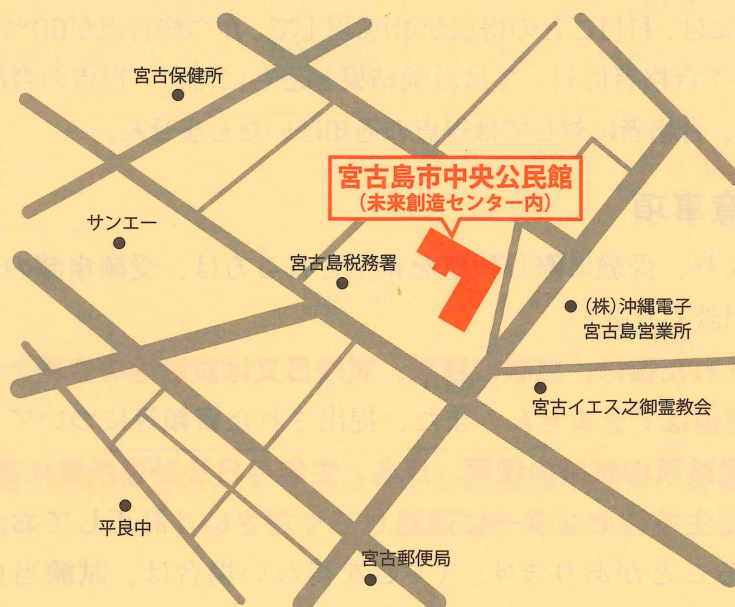 宮古保健所
宮古島市中央公民館
(未来創造センター内)
サンエー
宮古島税務署
(株)沖縄電子
宮古島営業所
宮古イエス之御霊教会
平良中
宮古郵便局